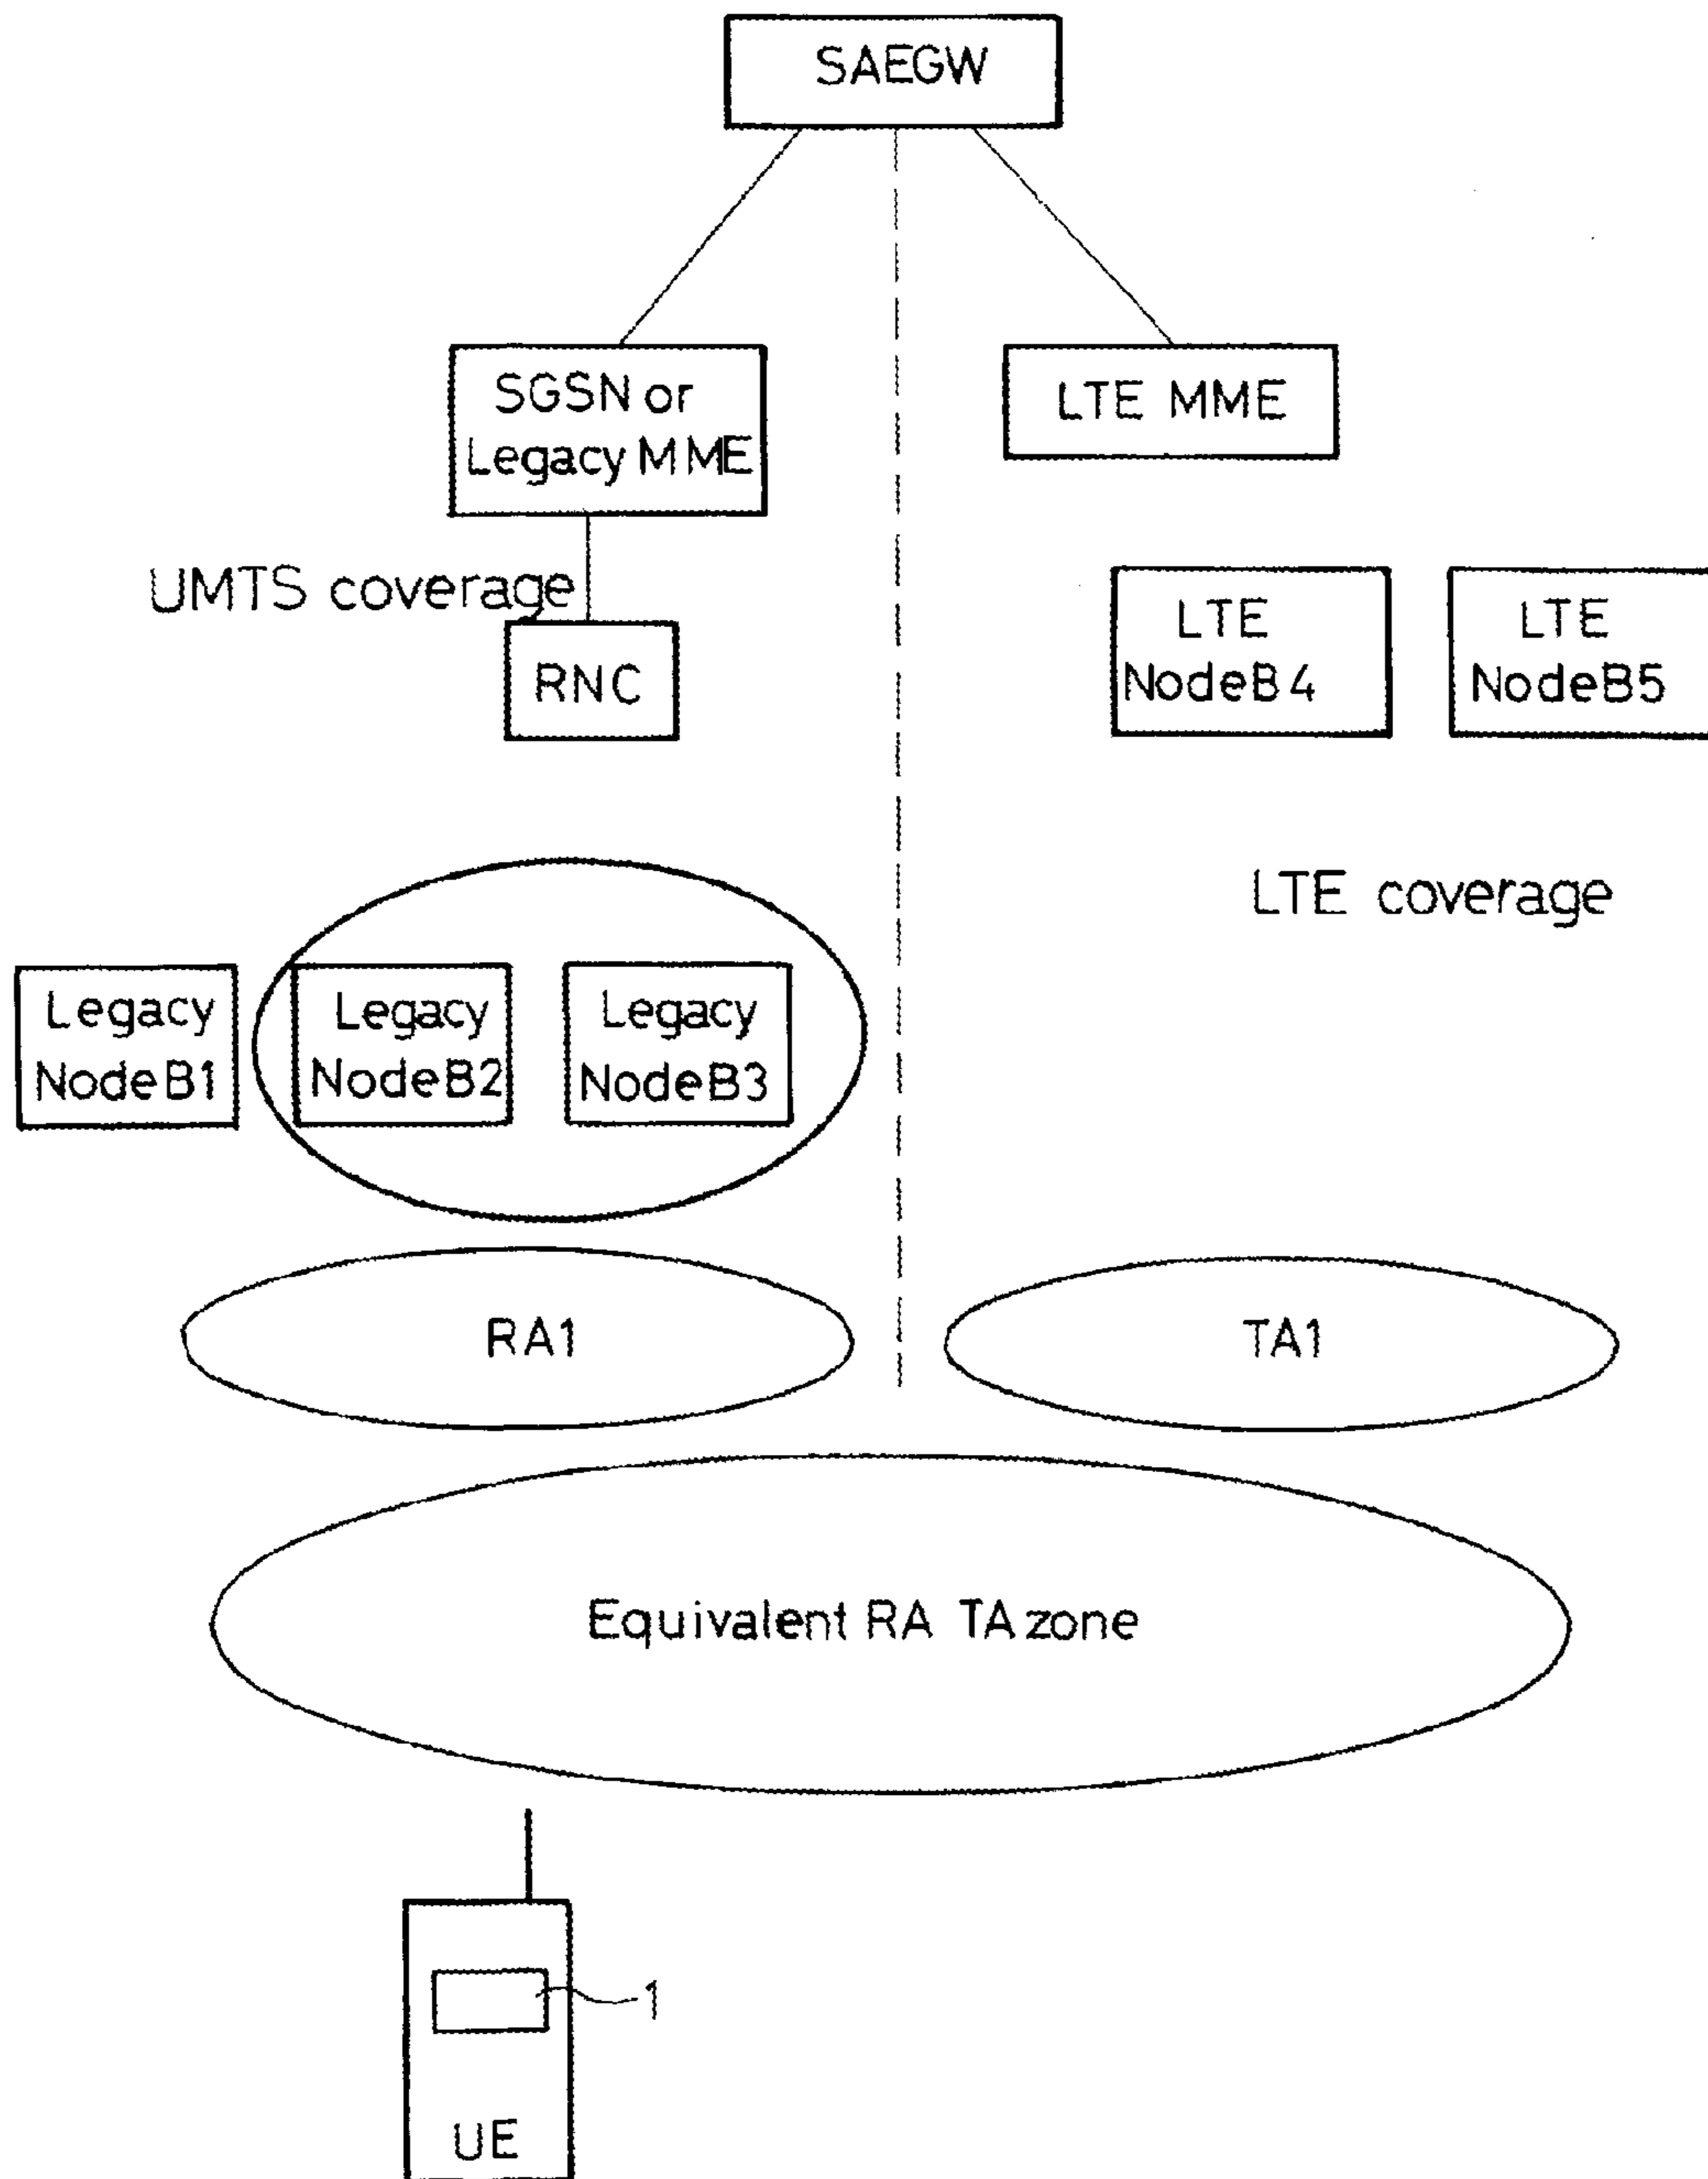 SAEGW
SGSN or
Legacy MME
LTE MME
UMTS coverage
RNC
LTE
NodeB4
LTE
NodeB5
LTE coverage
Legacy
NodeB1
Legacy
NodeB2
Legacy
NodeB3
RA1
TA1
Equivalent RA TA zone
1
UE